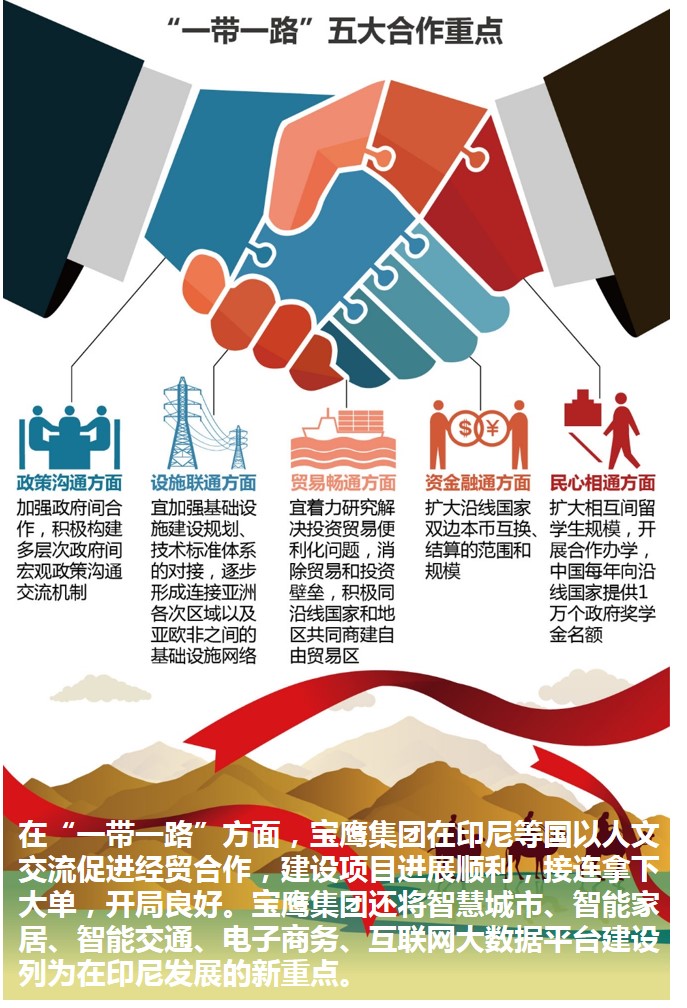 “一带一路”五大合作重点
$ ¥
政策沟通方面
加强政府间合
作，积极构建
多层次政府间
宏观政策沟通
交流机制
设施联通方面
宜加强基础设
施建设规划、
技术标准体系
的对接，逐步
形成连接亚洲
各次区域以及
亚欧非之间的
基础设施网络
贸易畅通方面
宜着力研究解
决投资贸易便
利化问题，消
除贸易和投资
壁垒，积极同
沿线国家和地
区共同商建自
由贸易区
资金融通方面
扩大沿线国家
双边本币互换、
结算的范围和
规模
民心相通方面
扩大相互间留
学生规模，开
展合作办学，
中国每年向沿
线国家提供1
万个政府奖学
金名额
在“一带一路”方面，宝鹰集团在印尼等国以人文
交流促进经贸合作，建设项目进展顺利，接连拿下
大单，开局良好。宝鹰集团还将智慧城市、智能家
居、智能交通、电子商务、互联网大数据平台建设
列为在印尼发展的新重点。